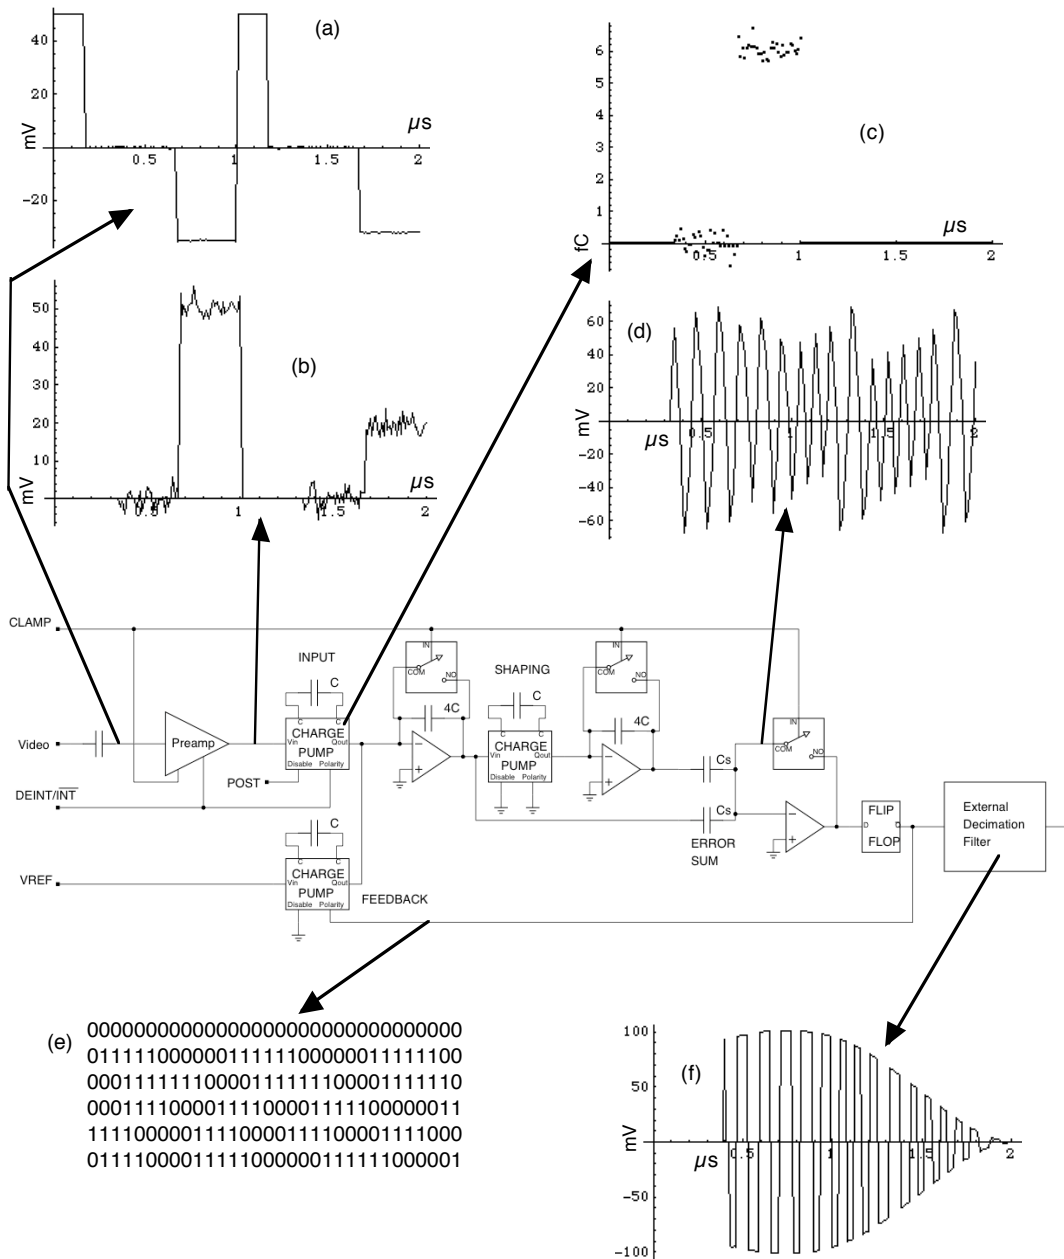 (a)
40
20
-20
mV
0.5
1
1.5
2
µs
(b)
50
40
30
20
10
mV
0.5
1
1.5
2
µs
(c)
6
5
4
3
2
1
fC
0.5
1
1.5
2
µs
(d)
60
40
20
-20
-40
-60
mV
µs
0.5
1
1.5
2
CLAMP
INPUT
C
C C
CHARGE
PUMP
Vin Qout
Disable Polarity
Video
Preamp
POST
DEINT/INT
VREF
C
C C
CHARGE
PUMP
Vin Qout
Disable Polarity
FEEDBACK
IN
COM
NO
4C
−
+
SHAPING
C
C C
CHARGE
PUMP
Vin Qout
Disable Polarity
IN
COM
NO
4C
−
+
Cs
Cs
ERROR
SUM
IN
COM
NO
−
+
FLIP
D
FLOP
External
Decimation
Filter
(e)
00000000000000000000000000000000
01111100000011111110000001111100
00011111110000111111100001111110
00011110000111100001111100000011
11110000011110000111100001111000
01111000011111000000111111000001
(f)
100
50
-50
-100
mV
µs
0.5
1
1.5
2